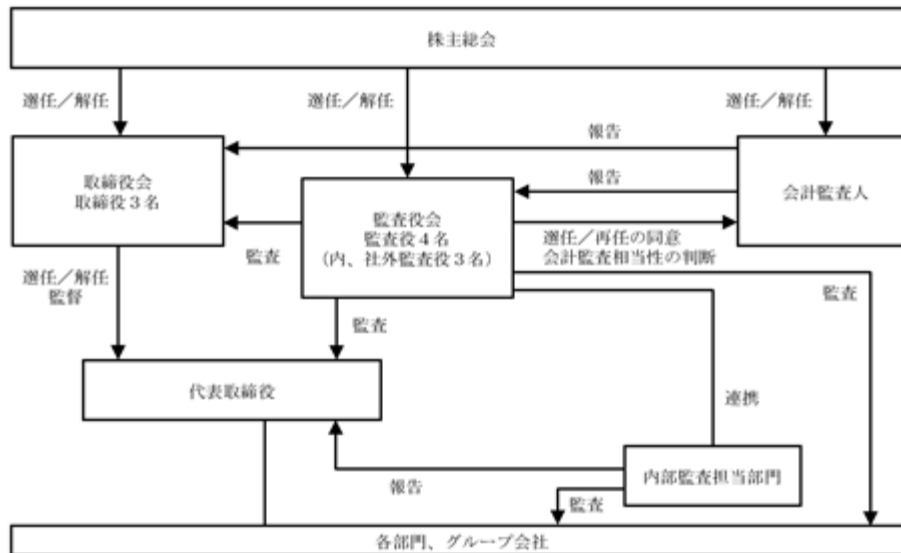 株主総会
選任／解任
選任／解任
選任／解任
報告
取締役会
取締役３名
会計監査人
報告
監査役会
監査役４名
（内、社外監査役３名）
監査
選任／再任の同意
会計監査相当性の判断
選任／解任
監督
監査
監査
代表取締役
連携
報告
内部監査担当部門
監査
各部門、グループ会社